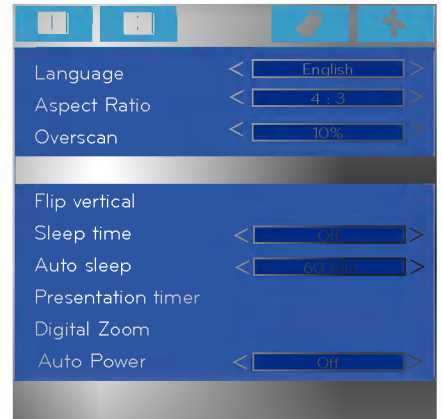 Language < English >
Aspect Ratio < 4 : 3 >
Overscan < 10% >
Flip vertical
Sleep time < Off >
Auto sleep < 60 >
Presentation timer
Digital Zoom
Auto Power < Off >